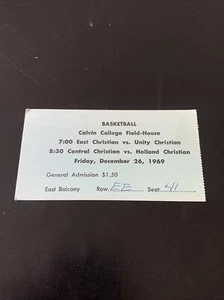 BASKETBALL
Calvin College Field-House
7:00 East Christian vs. Unity Christian
8:30 Central Christian vs. Holland Christian
Friday, December 26, 1969
General Admission $1.50
East Balcony Row EB Seat 41